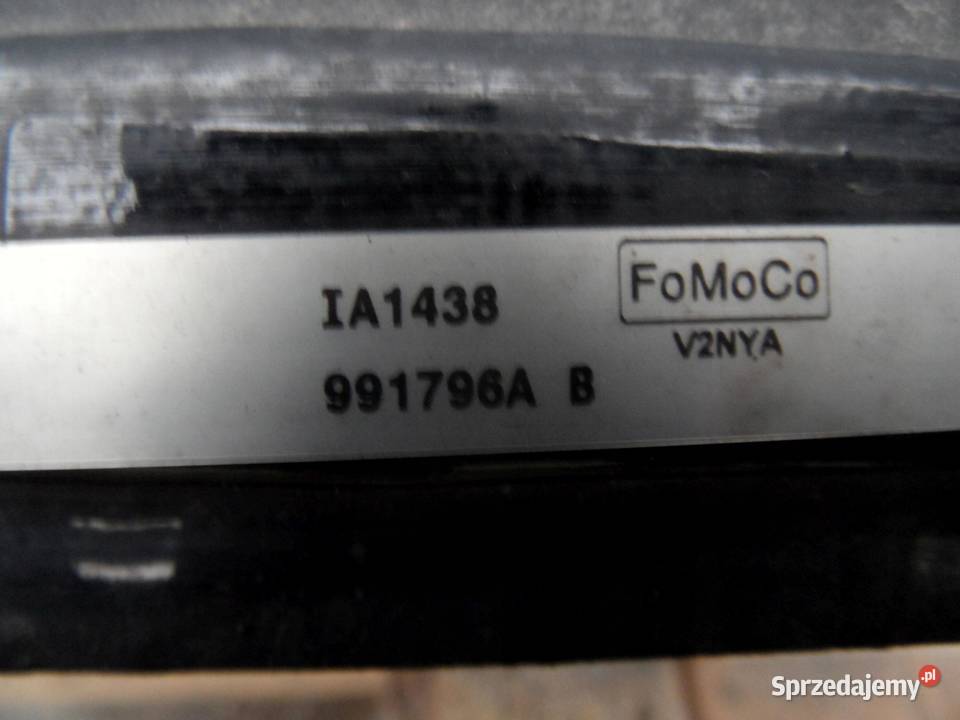 FoMoCo
IA1438
V2NYA
991796A B
Sprzedajemy.pl